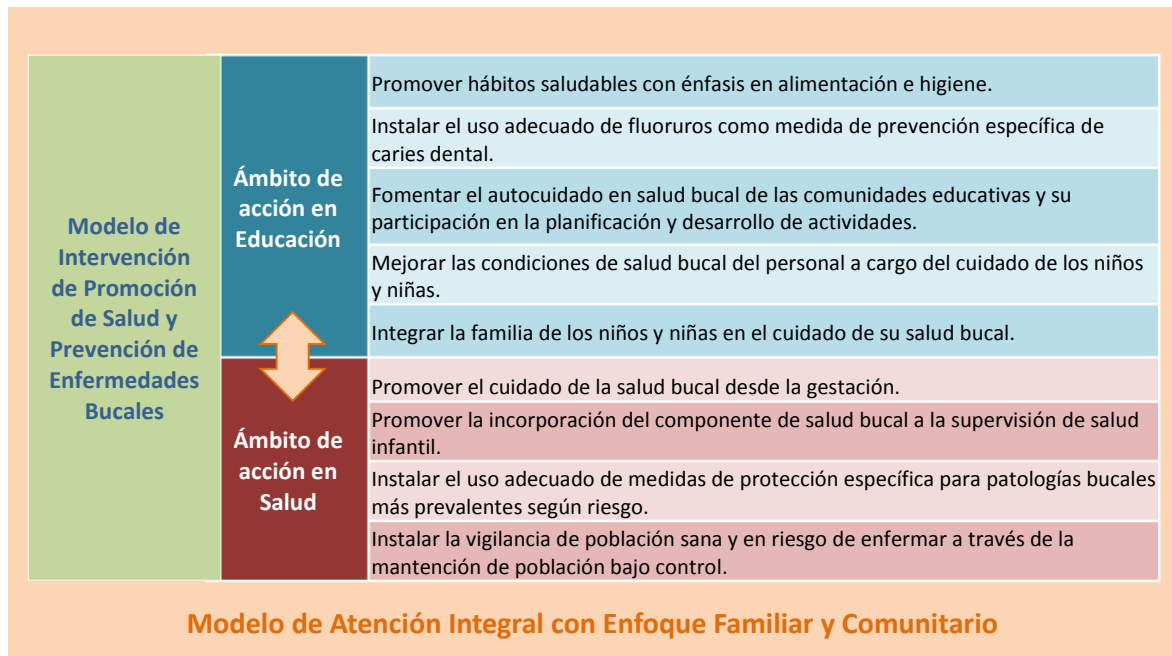 Modelo de
Intervención
de Promoción
de Salud y
Prevención de
Enfermedades
Bucales
Ámbito de
acción en
Educación
Promover hábitos saludables con énfasis en alimentación e higiene.
Instalar el uso adecuado de fluoruros como medida de prevención específica de
caries dental.
Fomentar el autocuidado en salud bucal de las comunidades educativas y su
participación en la planificación y desarrollo de actividades.
Mejorar las condiciones de salud bucal del personal a cargo del cuidado de los niños
y niñas.
Integrar la familia de los niños y niñas en el cuidado de su salud bucal.
Ámbito de
acción en
Salud
Promover el cuidado de la salud bucal desde la gestación.
Promover la incorporación del componente de salud bucal a la supervisión de salud
infantil.
Instalar el uso adecuado de medidas de protección específica para patologías bucales
más prevalentes según riesgo.
Instalar la vigilancia de población sana y en riesgo de enfermar a través de la
mantención de población bajo control.
Modelo de Atención Integral con Enfoque Familiar y Comunitario